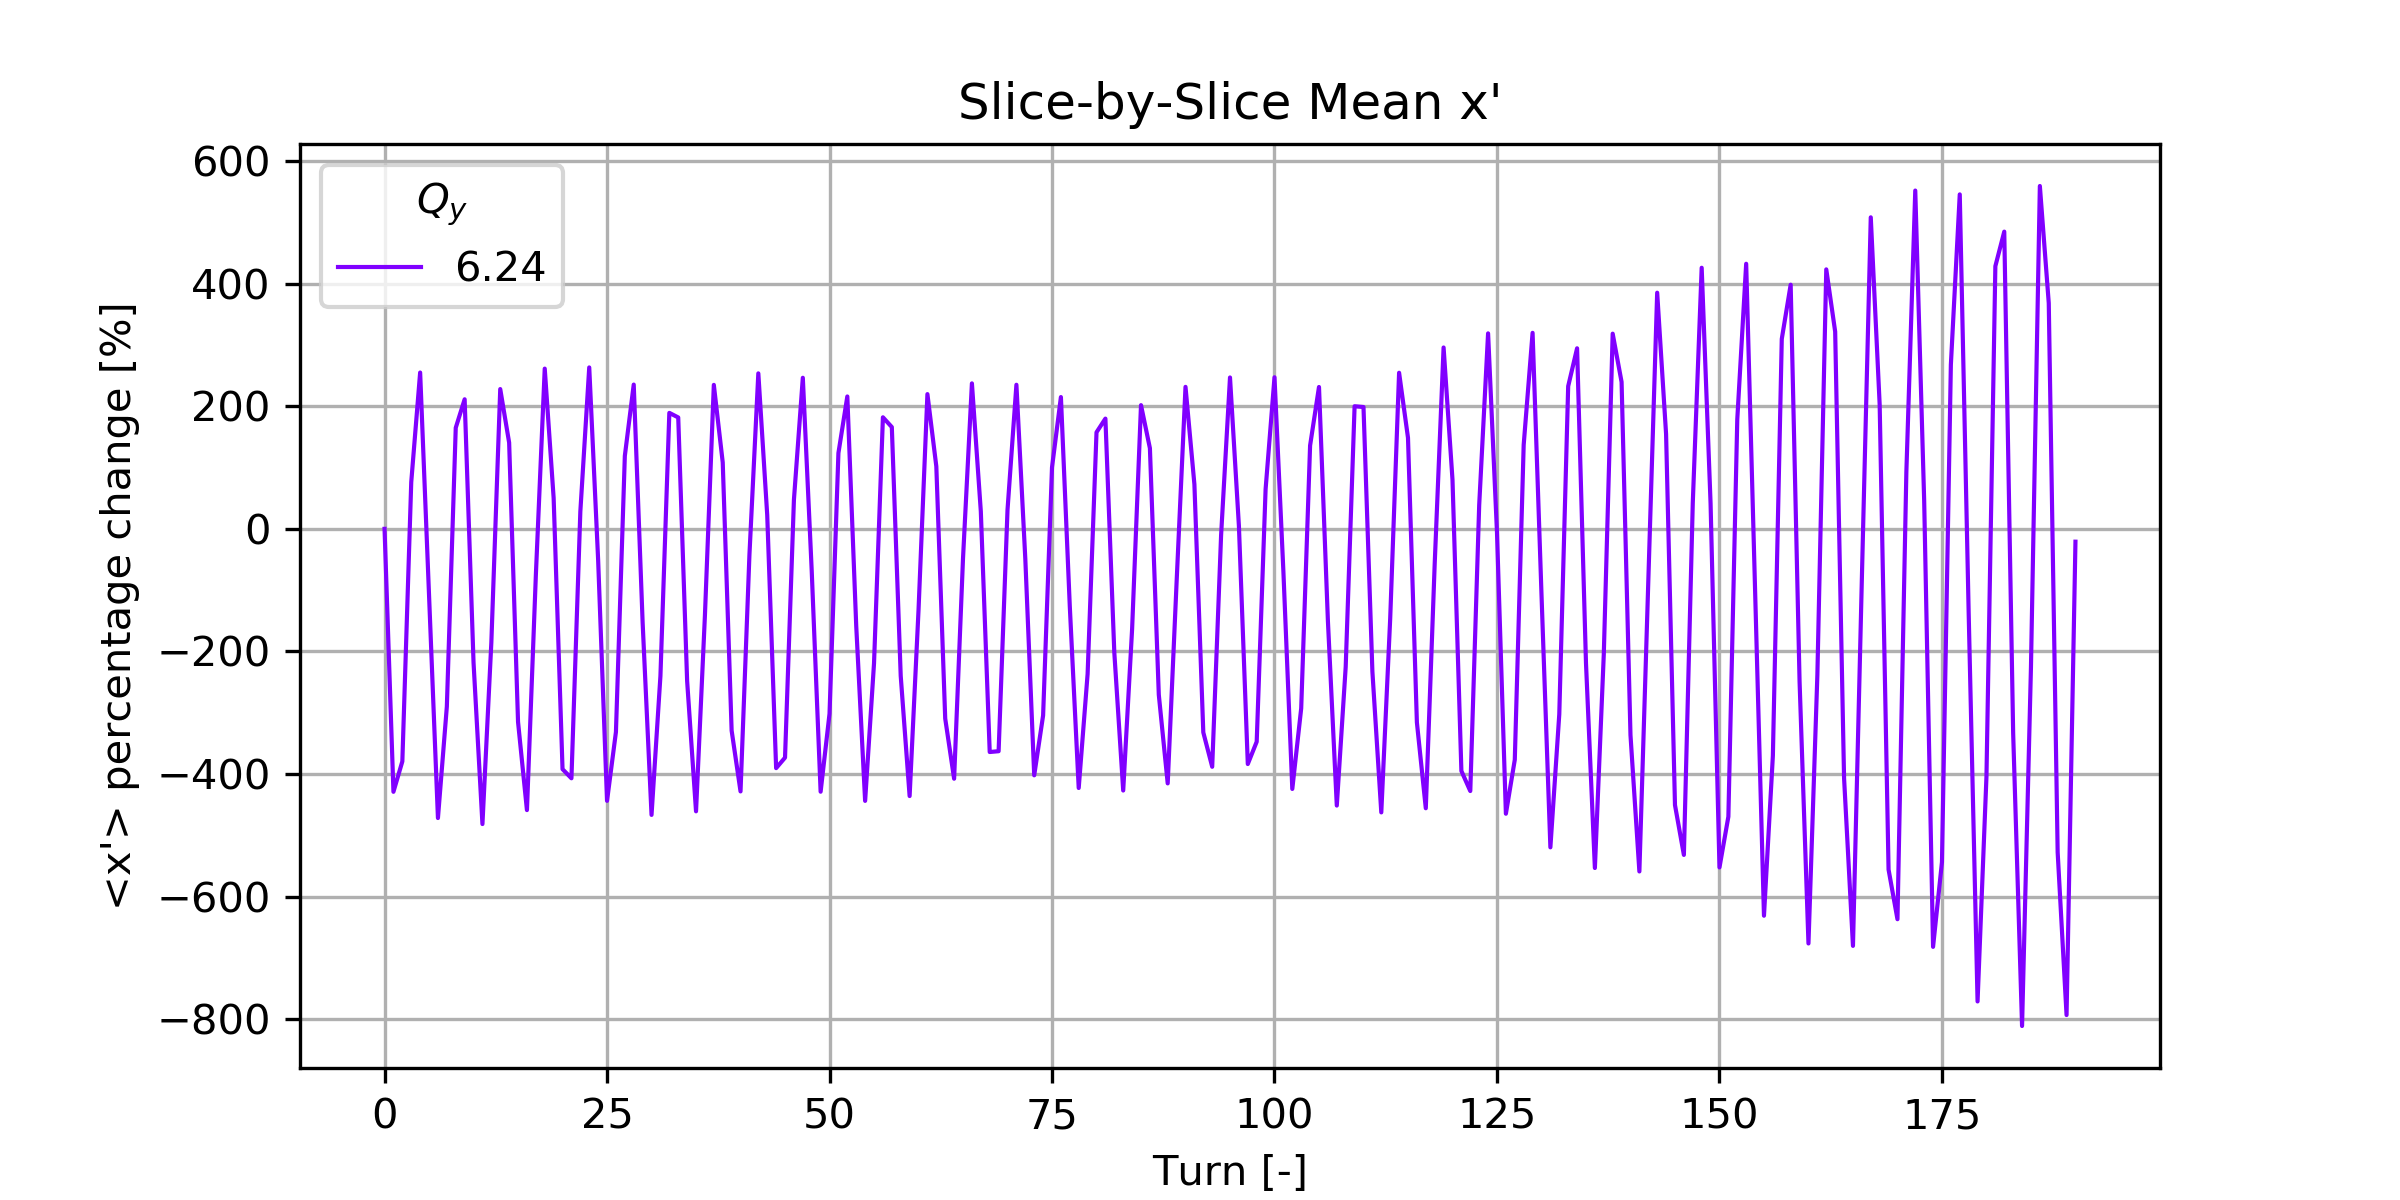 Slice-by-Slice Mean x'
600
400
200
0
−200
−400
−600
−800
<x'> percentage change [%]
Q_y
6.24
0 25 50 75 100 125 150 175
Turn [-]